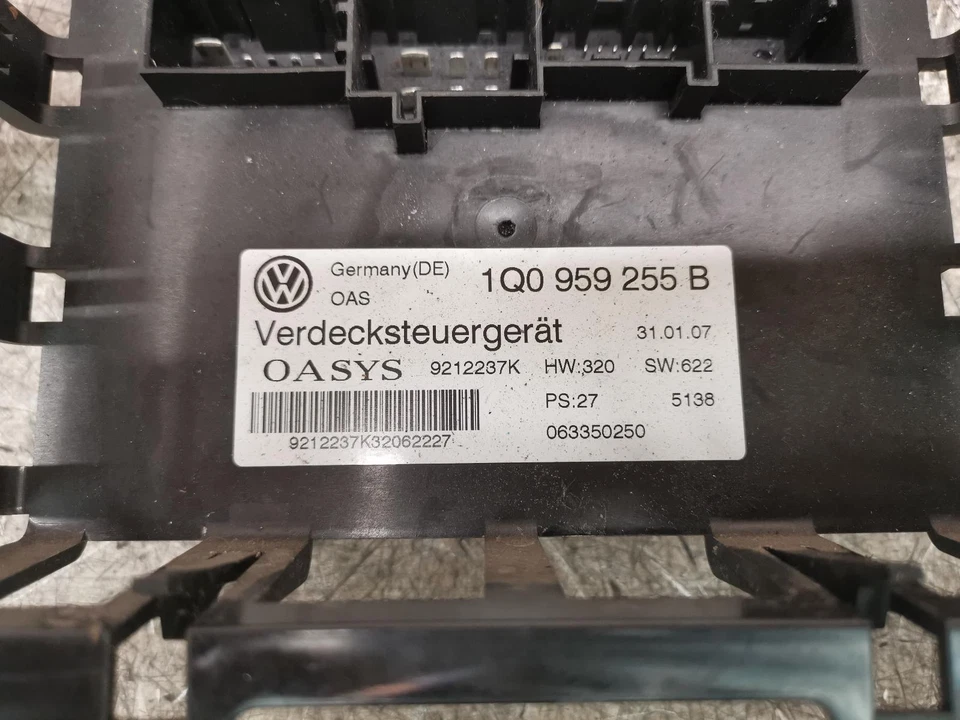 Germany(DE) 1Q0 959 255 B
OAS
Verdecksteuergerät 31.01.07
OASYS 9212237K HW:320 SW:622
PS:27 5138
9212237K32062227 063350250